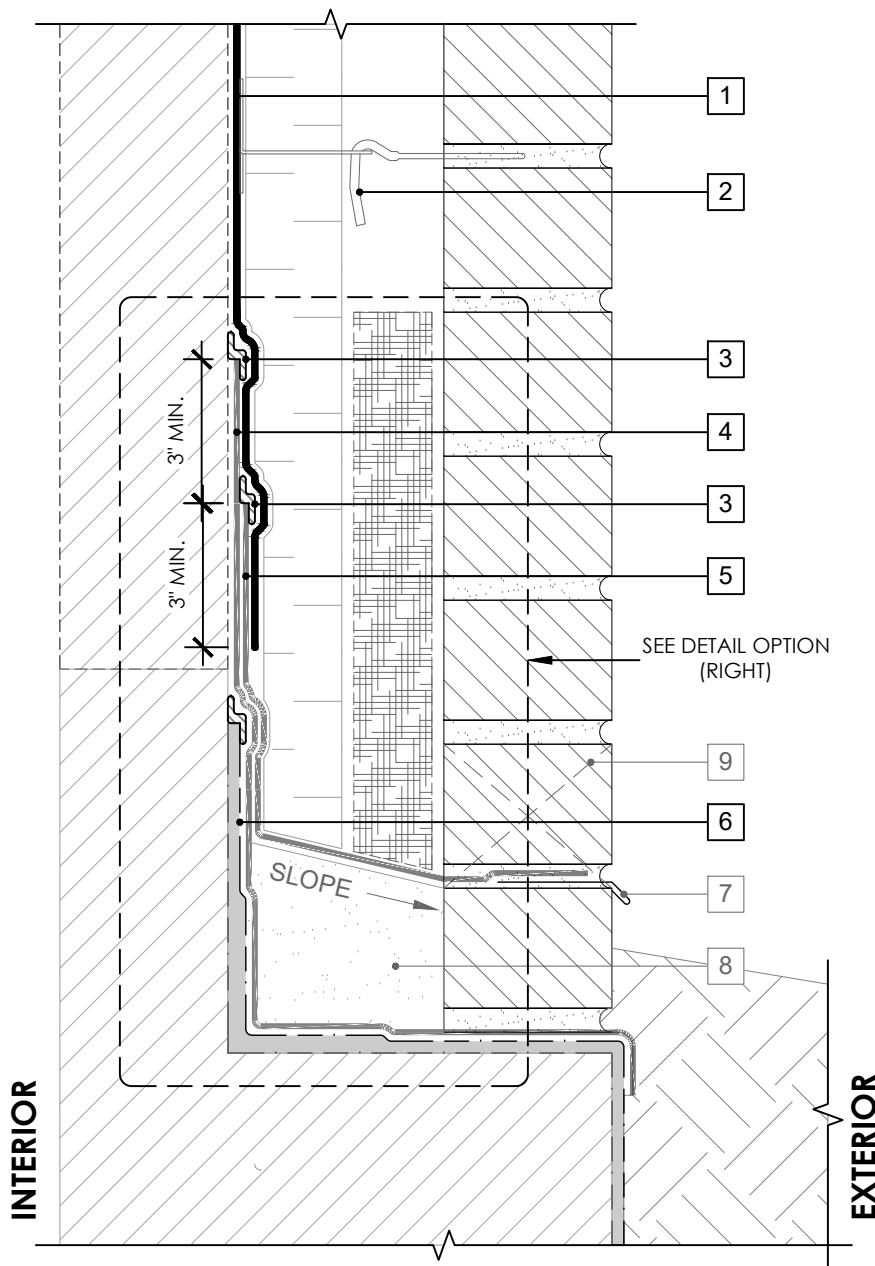 1
2
3
3" MIN.
4
3
3" MIN.
5
SEE DETAIL OPTION
(RIGHT)
9
6
SLOPE
7
8
INTERIOR
EXTERIOR